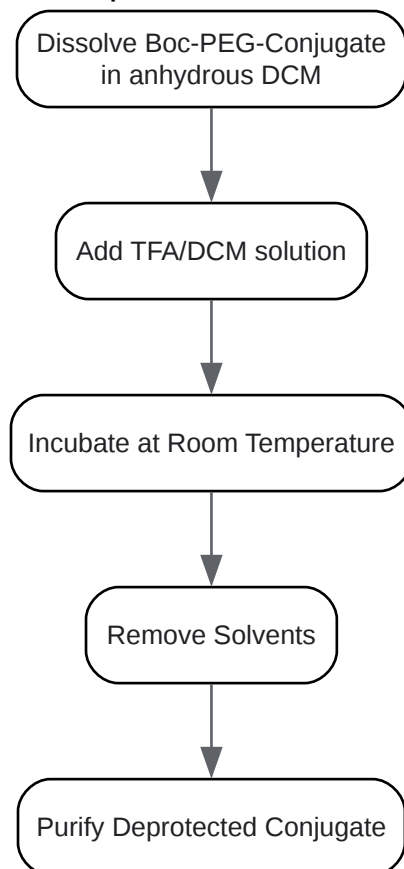 Dissolve Boc-PEG-Conjugate
in anhydrous DCM
Add TFA/DCM solution
Incubate at Room Temperature
Remove Solvents
Purify Deprotected Conjugate